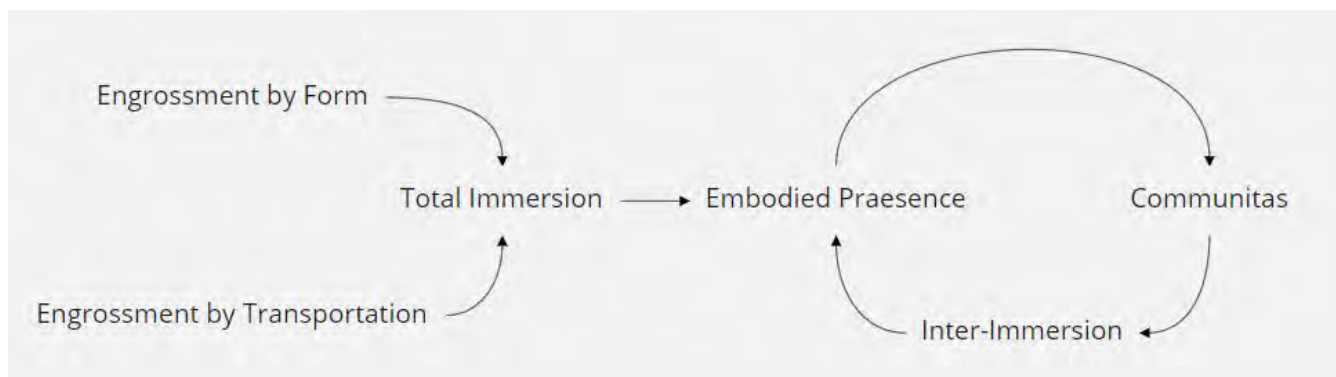 Engrossment by Form
Total Immersion
Embodied Praesence
Communitas
Engrossment by Transportation
Inter-Immersion